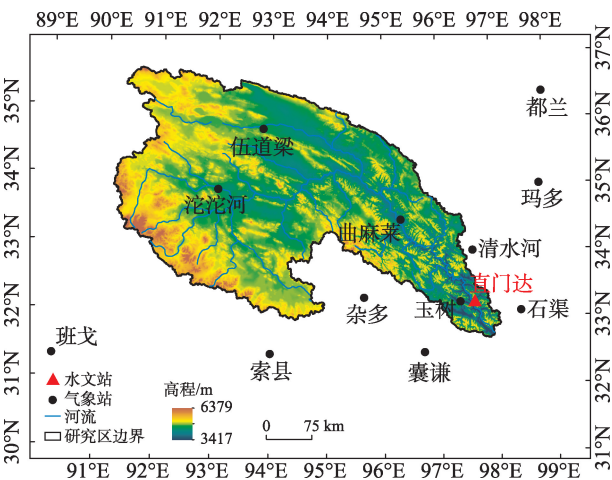 89°E 90°E 91°E 92°E 93°E 94°E 95°E 96°E 97°E 98°E
37°N
36°N
35°N
34°N
33°N
32°N
31°N
35°N
34°N
33°N
32°N
31°N
30°N
都兰
伍道梁
玛多
沱沱河
曲麻莱
清水河
直门达
杂多
玉树
石渠
班戈
索县
囊谦
水文站
气象站
河流
研究区边界
高程/m
6379
3417
0 75 km
91°E 92°E 93°E 94°E 95°E 96°E 97°E 98°E